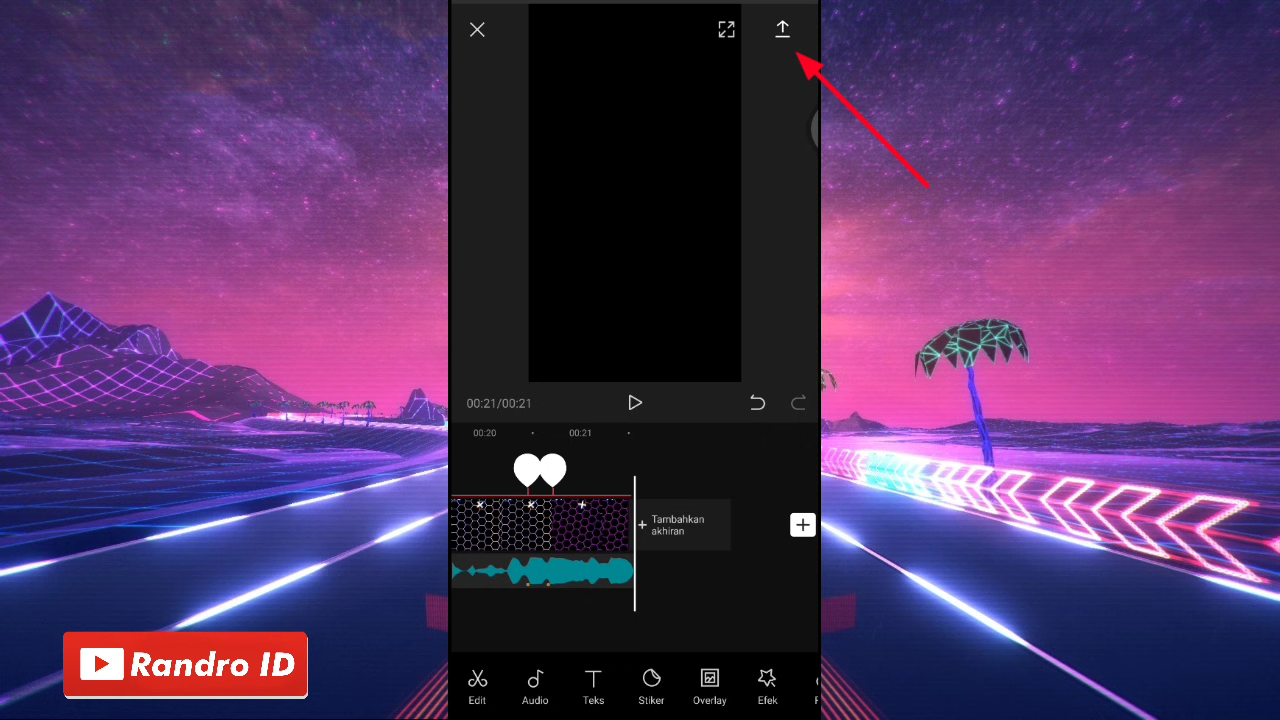 00:21/00:21
00:20
00:21
Tambahkan
akhiran
Edit
Audio
Teks
Stiker
Overlay
Efek
Randro ID